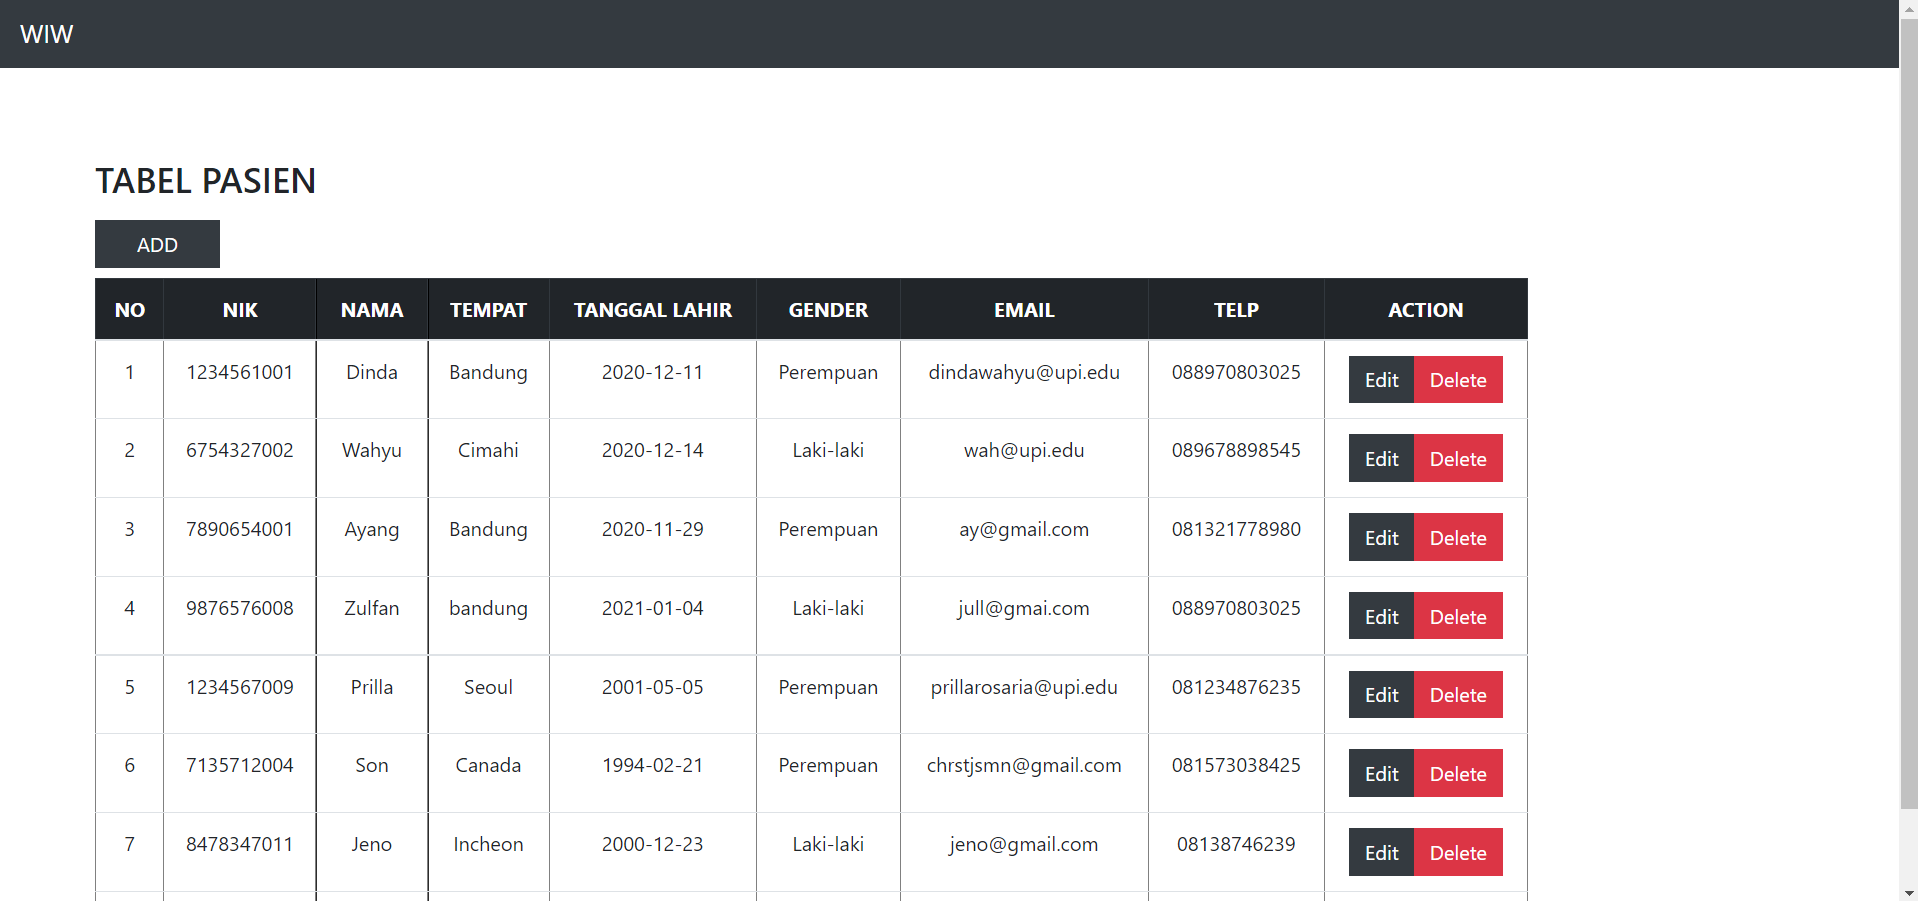 WIW
TABEL PASIEN
ADD
NO NIK NAMA TEMPAT TANGGAL LAHIR GENDER EMAIL TELP ACTION
1 1234561001 Dinda Bandung 2020-12-11 Perempuan dindawahyu@upi.edu 088970803025 Edit Delete
2 6754327002 Wahyu Cimahi 2020-12-14 Laki-laki wah@upi.edu 089678898545 Edit Delete
3 7890654001 Ayang Bandung 2020-11-29 Perempuan ay@gmail.com 081321778980 Edit Delete
4 9876576008 Zulfan bandung 2021-01-04 Laki-laki jull@gmai.com 088970803025 Edit Delete
5 1234567009 Prilla Seoul 2001-05-05 Perempuan prillarosaria@upi.edu 081234876235 Edit Delete
6 7135712004 Son Canada 1994-02-21 Perempuan chrstjsmn@gmail.com 081573038425 Edit Delete
7 8478347011 Jeno Incheon 2000-12-23 Laki-laki jeno@gmail.com 08138746239 Edit Delete